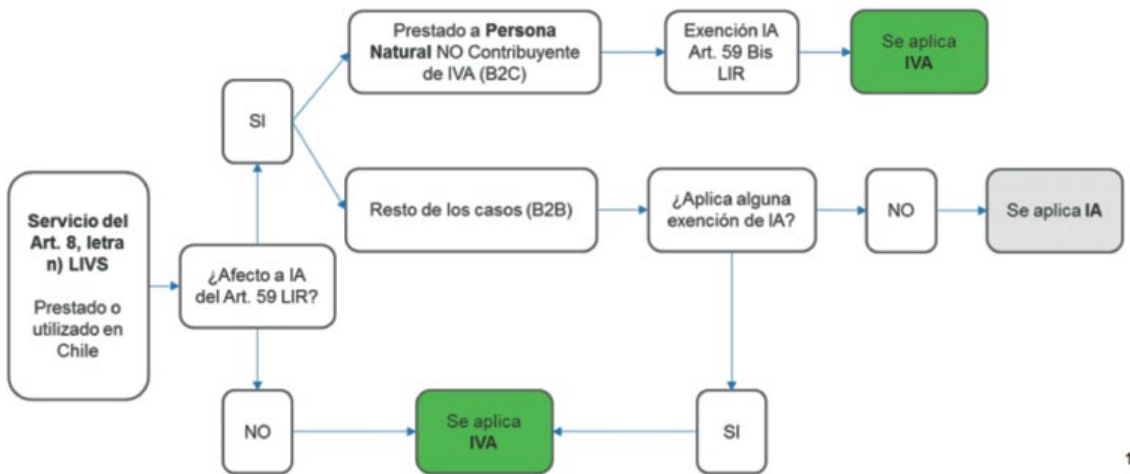 Servicio del
Art. 8, letra
n) LIVS
Prestado o
utilizado en
Chile
¿Afecto a IA
del Art. 59 LIR?
SI
Prestado a Persona
Natural NO Contribuyente
de IVA (B2C)
Exención IA
Art. 59 Bis
LIR
Se aplica
IVA
Resto de los casos (B2B)
¿Aplica alguna
exención de IA?
NO
Se aplica IA
NO
Se aplica
IVA
SI